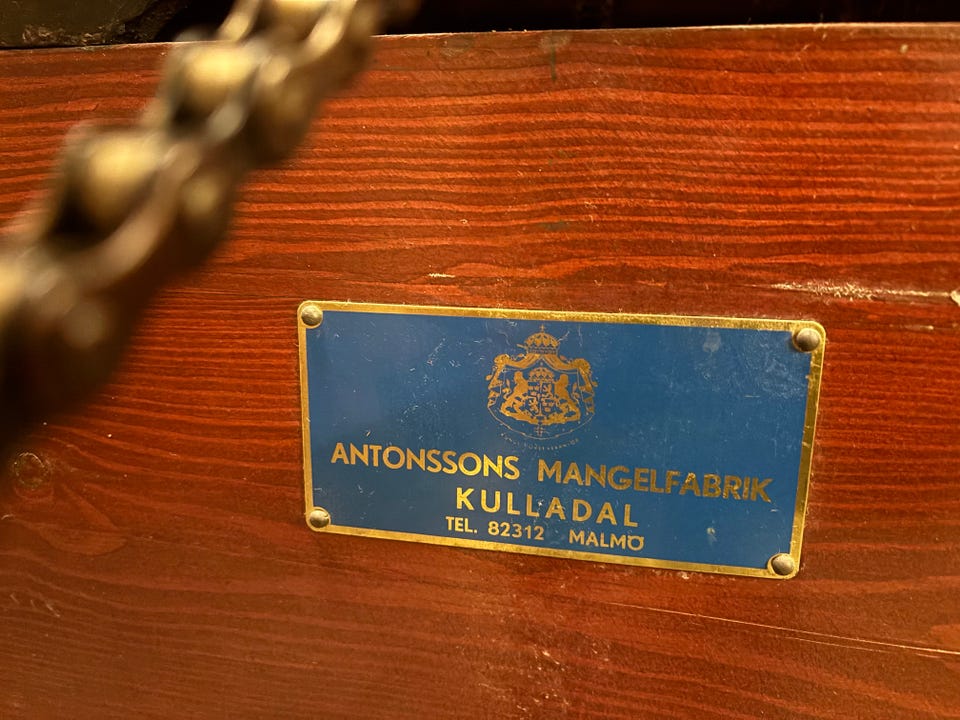 ANTONSSONS MANGELFABRIK
KULLADAL
TEL. 82312 MALMÖ